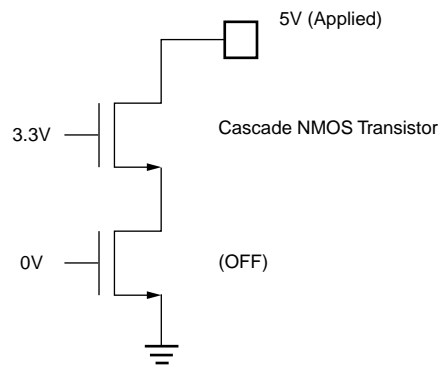 5V (Applied)
3.3V
Cascade NMOS Transistor
0V
(OFF)